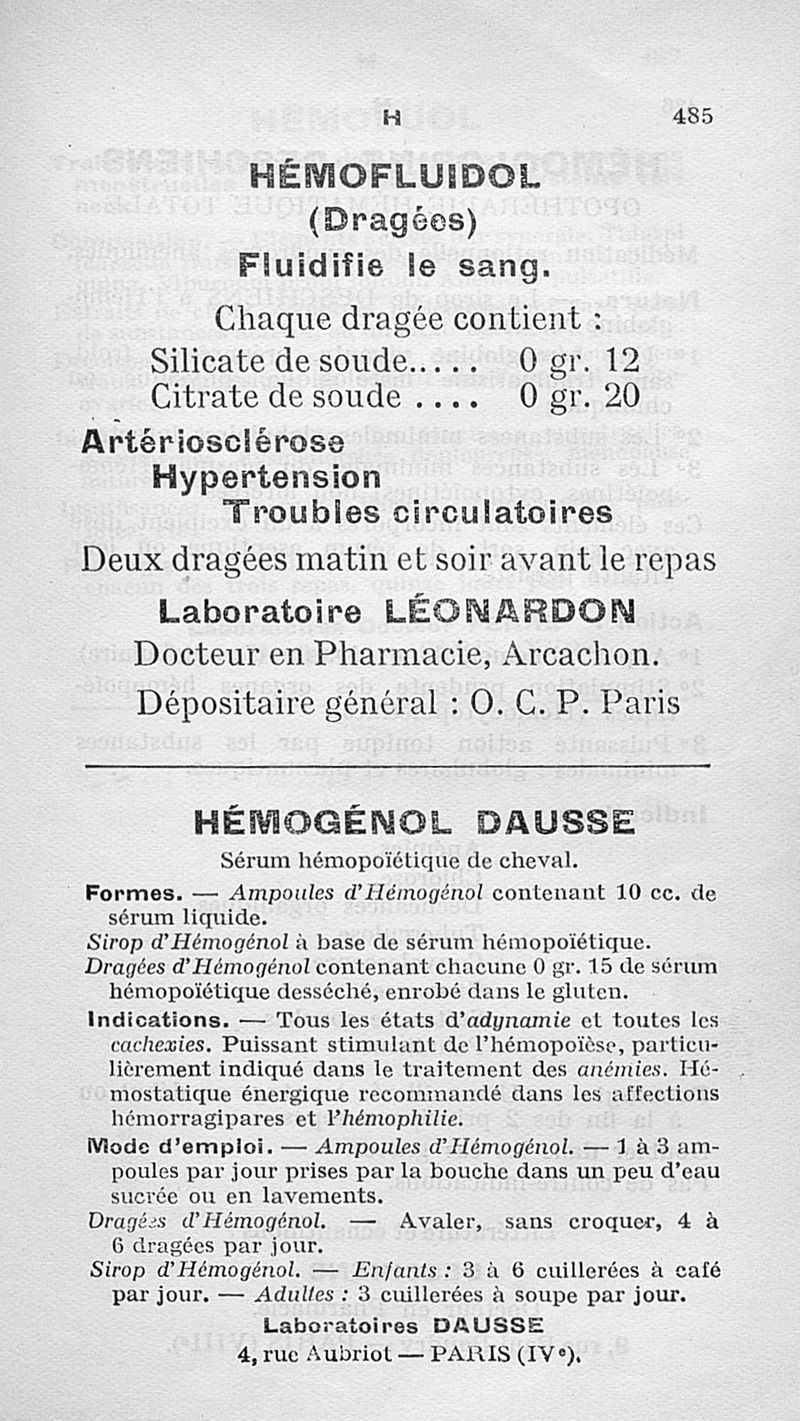 H 485
HÉMOFLUIDOL
(Dragées)
Fluidifie le sang.
Chaque dragée contient :
Silicate de soude..... 0 gr. 12
Citrate de soude .... 0 gr. 20
Artériosclérose
Hypertension
Troubles circulatoires
Deux dragées matin et soir avant le repas
Laboratoire LÉONARDON
Docteur en Pharmacie, Arcachon.
Dépositaire général : O. C. P. Paris
HÉMOGÉNOL DAUSSE
Sérum hémopoïétique de cheval.
Formes. — Ampoules d'Hémogénol contenant 10 cc. de
sérum liquide.
Sirop d'Hémogénol à base de sérum hémopoïétique.
Dragées d'Hémogénol contenant chacune 0 gr. 15 de sérum
hémopoïétique desséché, enrobé dans le gluten.
Indications. — Tous les états d'adynamie et toutes les
cachexies. Puissant stimulant de l'hémopoïèse, particu-
lièrement indiqué dans le traitement des anémies. Hé-
mostatique énergique recommandé dans les affections
hémorragipares et l'hémophilie.
Mode d'emploi. — Ampoules d'Hémogénol. — 1 à 3 am-
poules par jour prises par la bouche dans un peu d'eau
sucrée ou en lavements.
Dragées d'Hémogénol. — Avaler, sans croquer, 4 à
6 dragées par jour.
Sirop d'Hémogénol. — Enfants : 3 à 6 cuillerées à café
par jour. — Adultes : 3 cuillerées à soupe par jour.
Laboratoires DAUSSE
4, rue Aubriot — PARIS (IVe).